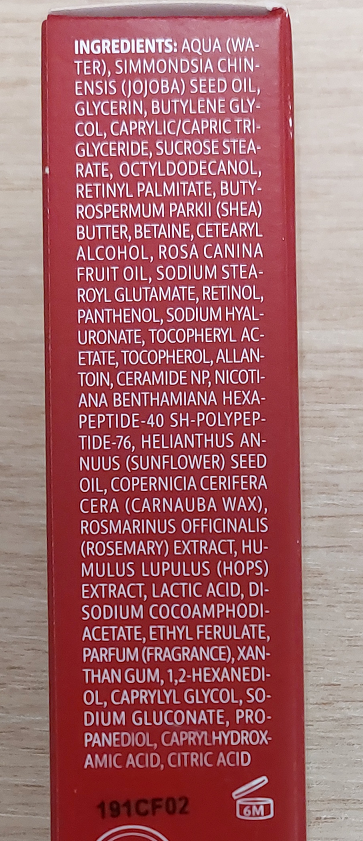 INGREDIENTS: AQUA (WA-
TER), SIMMONDSIA CHIN-
ENSIS (JOJOBA) SEED OIL,
GLYCERIN, BUTYLENE GLY-
COL, CAPRYLIC/CAPRIC TRI-
GLYCERIDE, SUCROSE STEA-
RATE, OCTYLDODECANOL,
RETINYL PALMITATE, BUTY-
ROSPERMUM PARKII (SHEA)
BUTTER, BETAINE, CETEARYL
ALCOHOL, ROSA CANINA
FRUIT OIL, SODIUM STEA-
ROYL GLUTAMATE, RETINOL,
PANTHENOL, SODIUM HYAL-
URONATE, TOCOPHERYL AC-
ETATE, TOCOPHEROL, ALLAN-
TOIN, CERAMIDE NP, NICOTI-
ANA BENTHAMIANA HEXA-
PEPTIDE-40 SH-POLYPEP-
TIDE-76, HELIANTHUS AN-
NUUS (SUNFLOWER) SEED
OIL, COPERNICIA CERIFERA
CERA (CARNAUBA WAX),
ROSMARINUS OFFICINALIS
(ROSEMARY) EXTRACT, HU-
MULUS LUPULUS (HOPS)
EXTRACT, LACTIC ACID, DI-
SODIUM COCOAMPHODI-
ACETATE, ETHYL FERULATE,
PARFUM (FRAGRANCE), XAN-
THAN GUM, 1,2-HEXANEDI-
OL, CAPRYLYL GLYCOL, SO-
DIUM GLUCONATE, PRO-
PANEDIOL, CAPRYLHYDROX-
AMIC ACID, CITRIC ACID
191CF02
6M